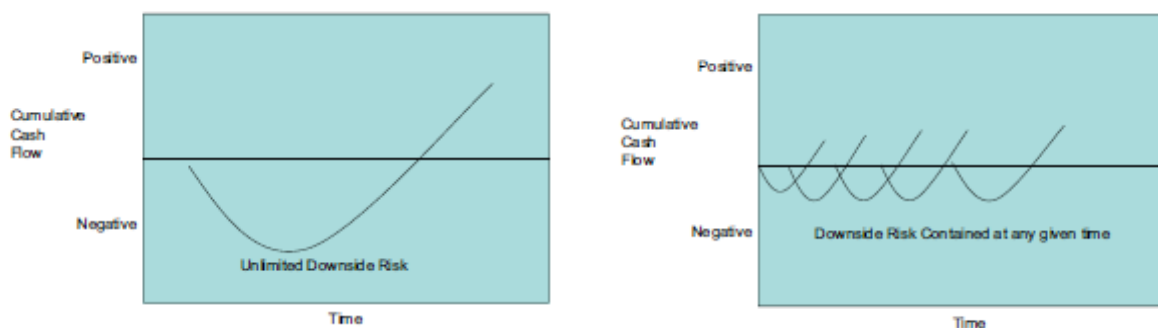 Positive
Cumulative
Cash
Flow
Negative
Unlimited Downside Risk
Time
Positive
Cumulative
Cash
Flow
Negative
Downside Risk Contained at any given time
Time